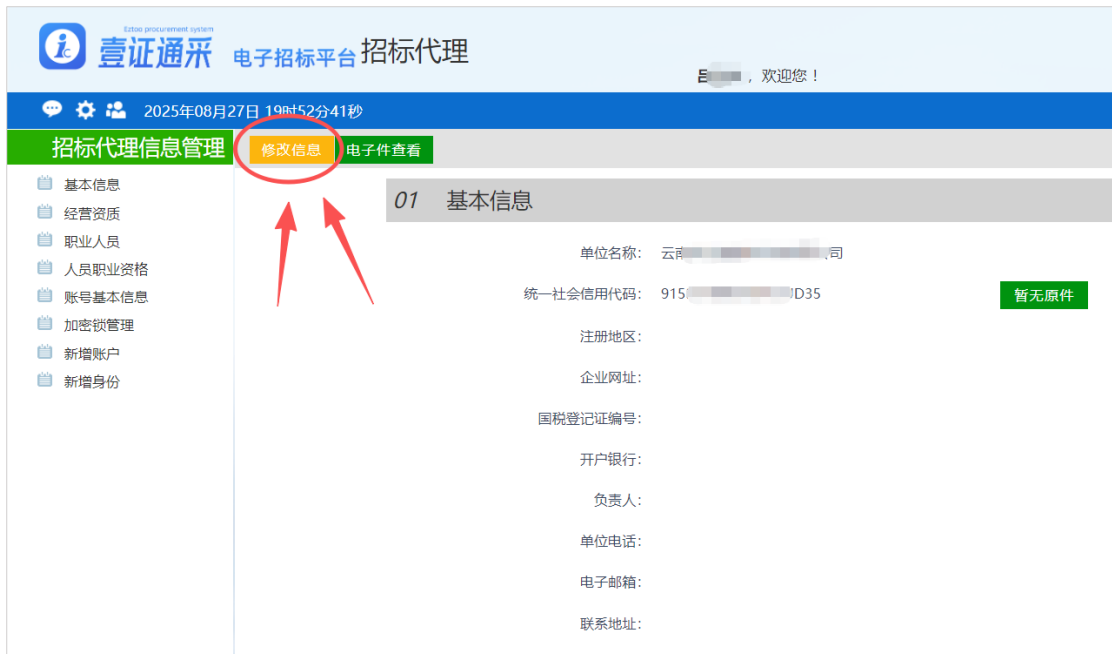 Eztoo procurement system
壹证通采 电子招标平台 招标代理
吕，欢迎您！
2025年08月27日 19时52分41秒
招标代理信息管理
修改信息 电子件查看
基本信息
经营资质
职业人员
人员职业资格
账号基本信息
加密锁管理
新增账户
新增身份
01 基本信息
单位名称: 云南司
统一社会信用代码: 915D35 暂无原件
注册地区:
企业网址:
国税登记证编号:
开户银行:
负责人:
单位电话:
电子邮箱:
联系地址: